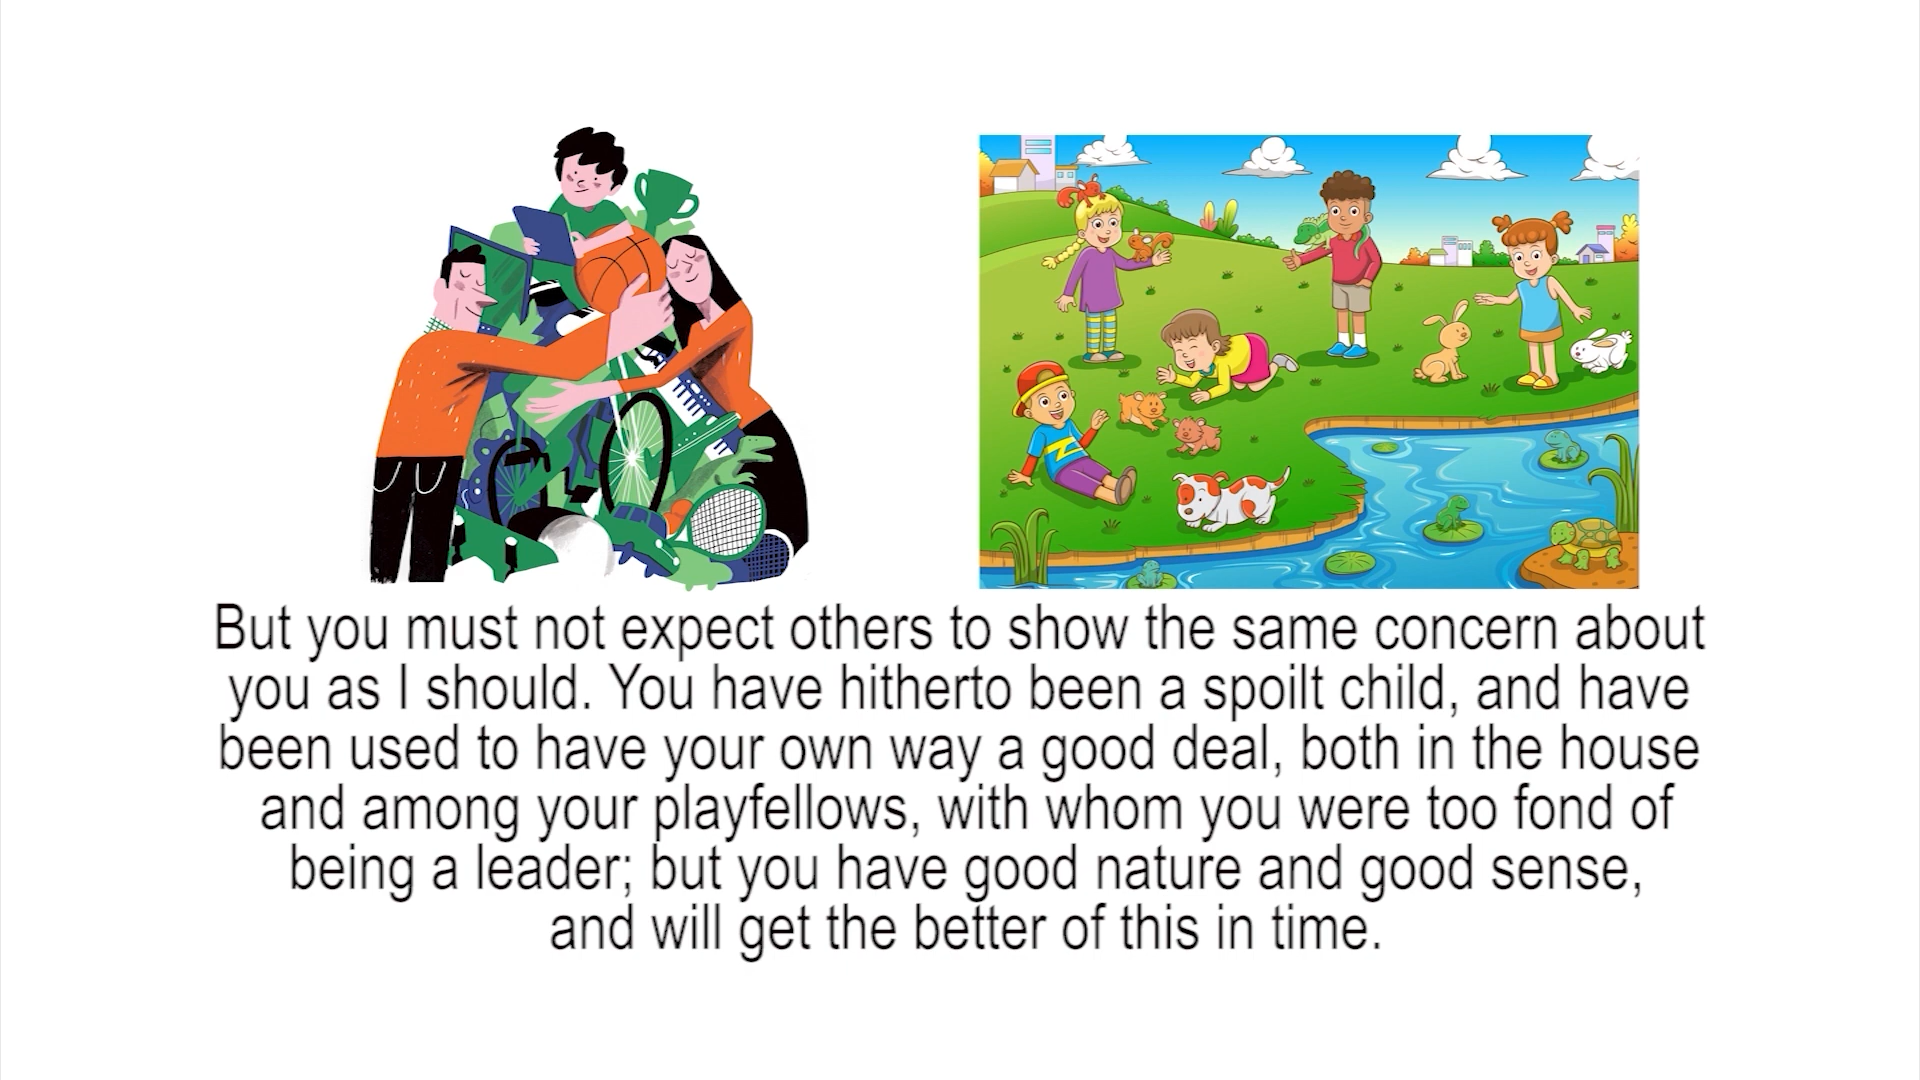 But you must not expect others to show the same concern about
you as I should. You have hitherto been a spoilt child, and have
been used to have your own way a good deal, both in the house
and among your playfellows, with whom you were too fond of
being a leader; but you have good nature and good sense,
and will get the better of this in time.